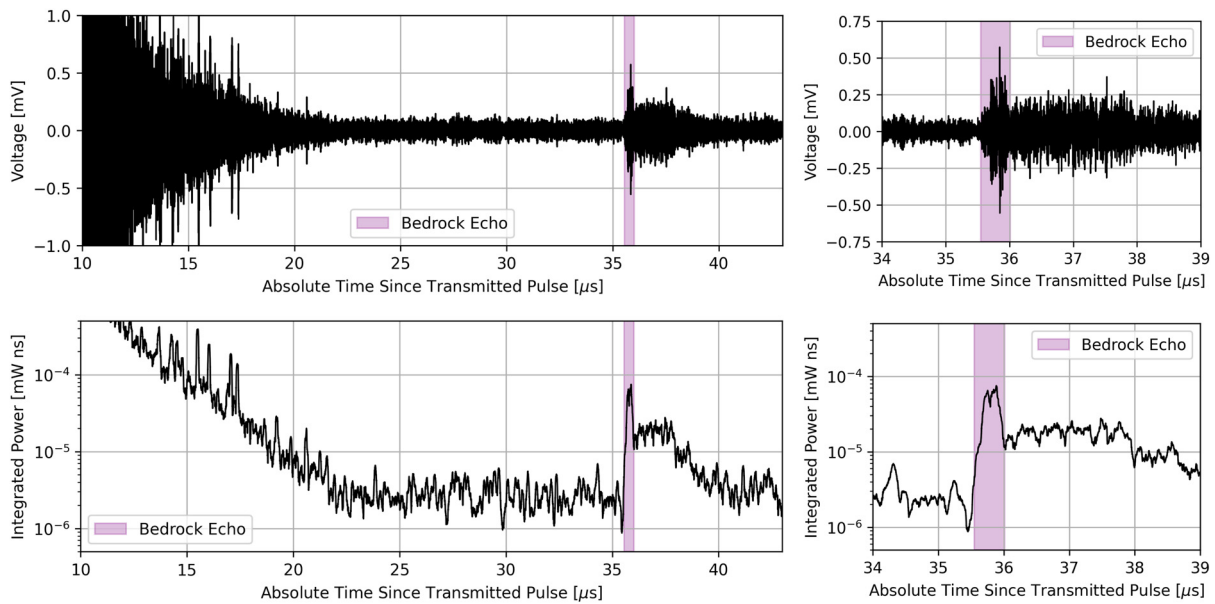 1.0
0.5
0.0
−0.5
−1.0
Voltage [mV]
Bedrock Echo
10 15 20 25 30 35 40
Absolute Time Since Transmitted Pulse [μs]
0.75
0.50
0.25
0.00
−0.25
−0.50
−0.75
Voltage [mV]
Bedrock Echo
34 35 36 37 38 39
Absolute Time Since Transmitted Pulse [μs]
10⁻⁴
10⁻⁵
10⁻⁶
Integrated Power [mW ns]
Bedrock Echo
10 15 20 25 30 35 40
Absolute Time Since Transmitted Pulse [μs]
10⁻⁴
10⁻⁵
10⁻⁶
Integrated Power [mW ns]
Bedrock Echo
34 35 36 37 38 39
Absolute Time Since Transmitted Pulse [μs]